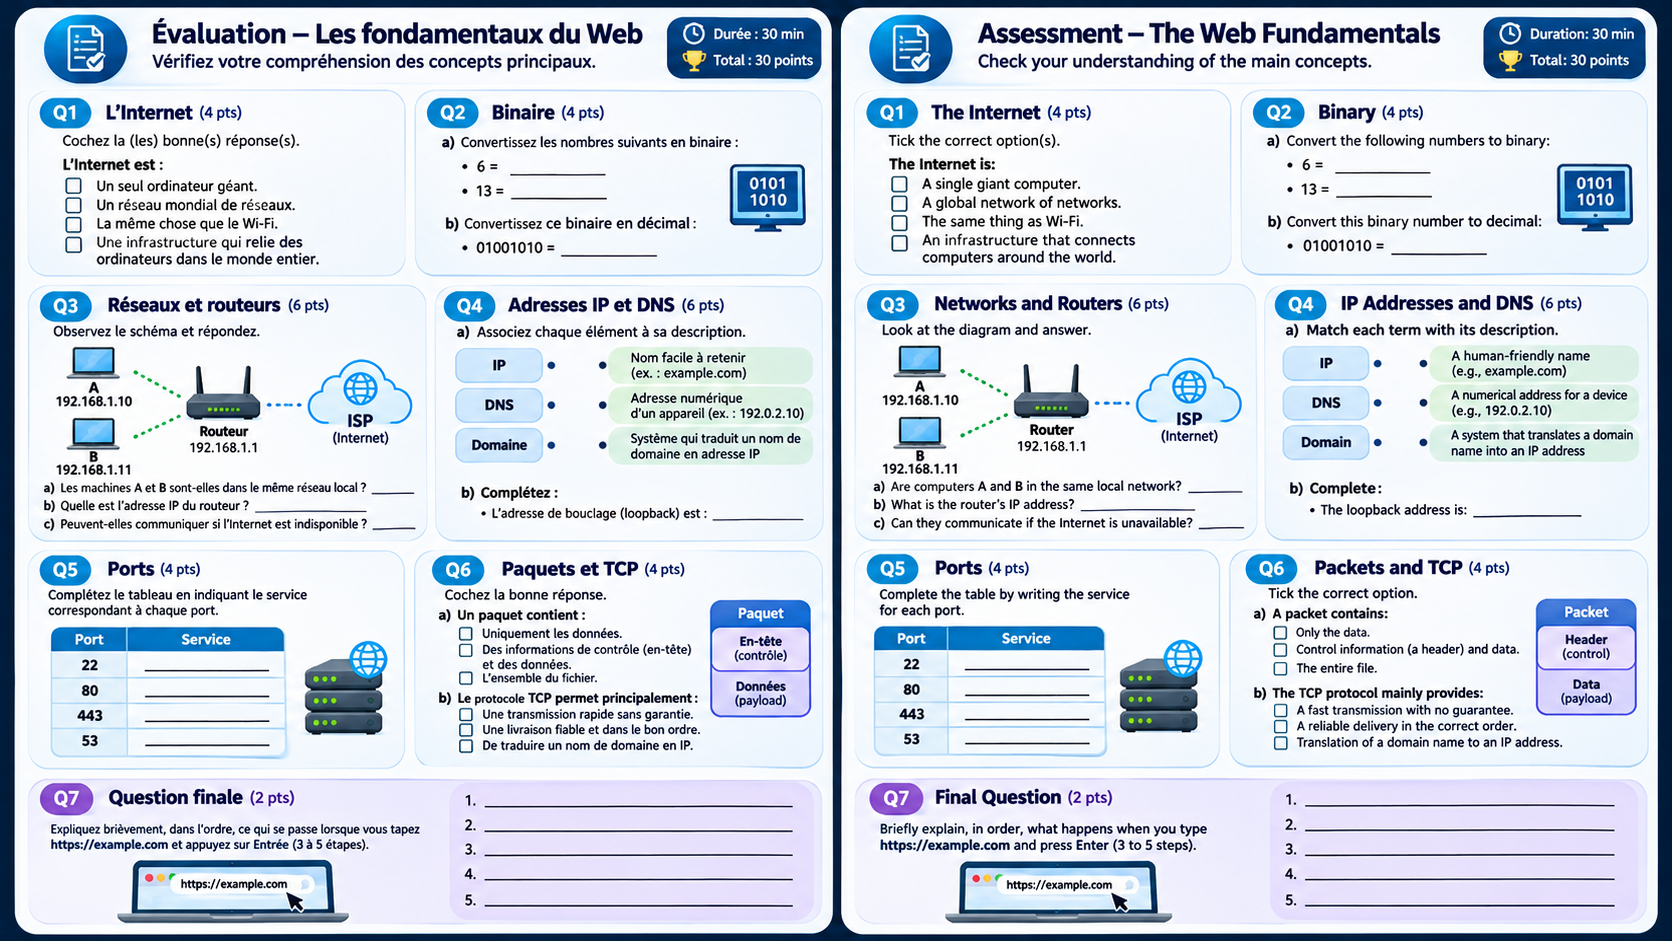 Évaluation – Les fondamentaux du Web
Vérifiez votre compréhension des concepts principaux.
Durée : 30 min
Total : 30 points
Q1 L'Internet (4 pts)
Cochez la (les) bonne(s) réponse(s).
L'Internet est :
Un seul ordinateur géant.
Un réseau mondial de réseaux.
La même chose que le Wi-Fi.
Une infrastructure qui relie des
ordinateurs dans le monde entier.
Q2 Binaire (4 pts)
a) Convertissez les nombres suivants en binaire :
• 6 =
• 13 =
b) Convertissez ce binaire en décimal :
• 01001010 =
0101
1010
Q3 Réseaux et routeurs (6 pts)
Observez le schéma et répondez.
A
192.168.1.10
B
192.168.1.11
Routeur
192.168.1.1
ISP
(Internet)
a) Les machines A et B sont-elles dans le même réseau local ?
b) Quelle est l'adresse IP du routeur ?
c) Peuvent-elles communiquer si l'Internet est indisponible ?
Q4 Adresses IP et DNS (6 pts)
a) Associez chaque élément à sa description.
IP
Nom facile à retenir
(ex. : example.com)
DNS
Adresse numérique
d'un appareil (ex. : 192.0.2.10)
Domaine
Système qui traduit un nom de
domaine en adresse IP
b) Complétez :
• L'adresse de bouclage (loopback) est :
Q5 Ports (4 pts)
Complétez le tableau en indiquant le service
correspondant à chaque port.
Port Service
22
80
443
53
Q6 Paquets et TCP (4 pts)
Cochez la bonne réponse.
a) Un paquet contient :
Uniquement les données.
Des informations de contrôle (en-tête)
et des données.
L'ensemble du fichier.
b) Le protocole TCP permet principalement :
Une transmission rapide sans garantie.
Une livraison fiable et dans le bon ordre.
De traduire un nom de domaine en IP.
Paquet
En-tête
(contrôle)
Données
(payload)
Q7 Question finale (2 pts)
Expliquez brièvement, dans l'ordre, ce qui se passe lorsque vous tapez
https://example.com et appuyez sur Entrée (3 à 5 étapes).
https://example.com
1.
2.
3.
4.
5.
Assessment – The Web Fundamentals
Check your understanding of the main concepts.
Duration: 30 min
Total: 30 points
Q1 The Internet (4 pts)
Tick the correct option(s).
The Internet is:
A single giant computer.
A global network of networks.
The same thing as Wi-Fi.
An infrastructure that connects
computers around the world.
Q2 Binary (4 pts)
a) Convert the following numbers to binary:
• 6 =
• 13 =
b) Convert this binary number to decimal:
• 01001010 =
0101
1010
Q3 Networks and Routers (6 pts)
Look at the diagram and answer.
A
192.168.1.10
B
192.168.1.11
Router
192.168.1.1
ISP
(Internet)
a) Are computers A and B in the same local network?
b) What is the router's IP address?
c) Can they communicate if the Internet is unavailable?
Q4 IP Addresses and DNS (6 pts)
a) Match each term with its description.
IP
A human-friendly name
(e.g., example.com)
DNS
A numerical address for a device
(e.g., 192.0.2.10)
Domain
A system that translates a domain
name into an IP address
b) Complete :
• The loopback address is:
Q5 Ports (4 pts)
Complete the table by writing the service
for each port.
Port Service
22
80
443
53
Q6 Packets and TCP (4 pts)
Tick the correct option.
a) A packet contains:
Only the data.
Control information (a header) and data.
The entire file.
b) The TCP protocol mainly provides:
A fast transmission with no guarantee.
A reliable delivery in the correct order.
Translation of a domain name to an IP address.
Packet
Header
(control)
Data
(payload)
Q7 Final Question (2 pts)
Briefly explain, in order, what happens when you type
https://example.com and press Enter (3 to 5 steps).
https://example.com
1.
2.
3.
4.
5.